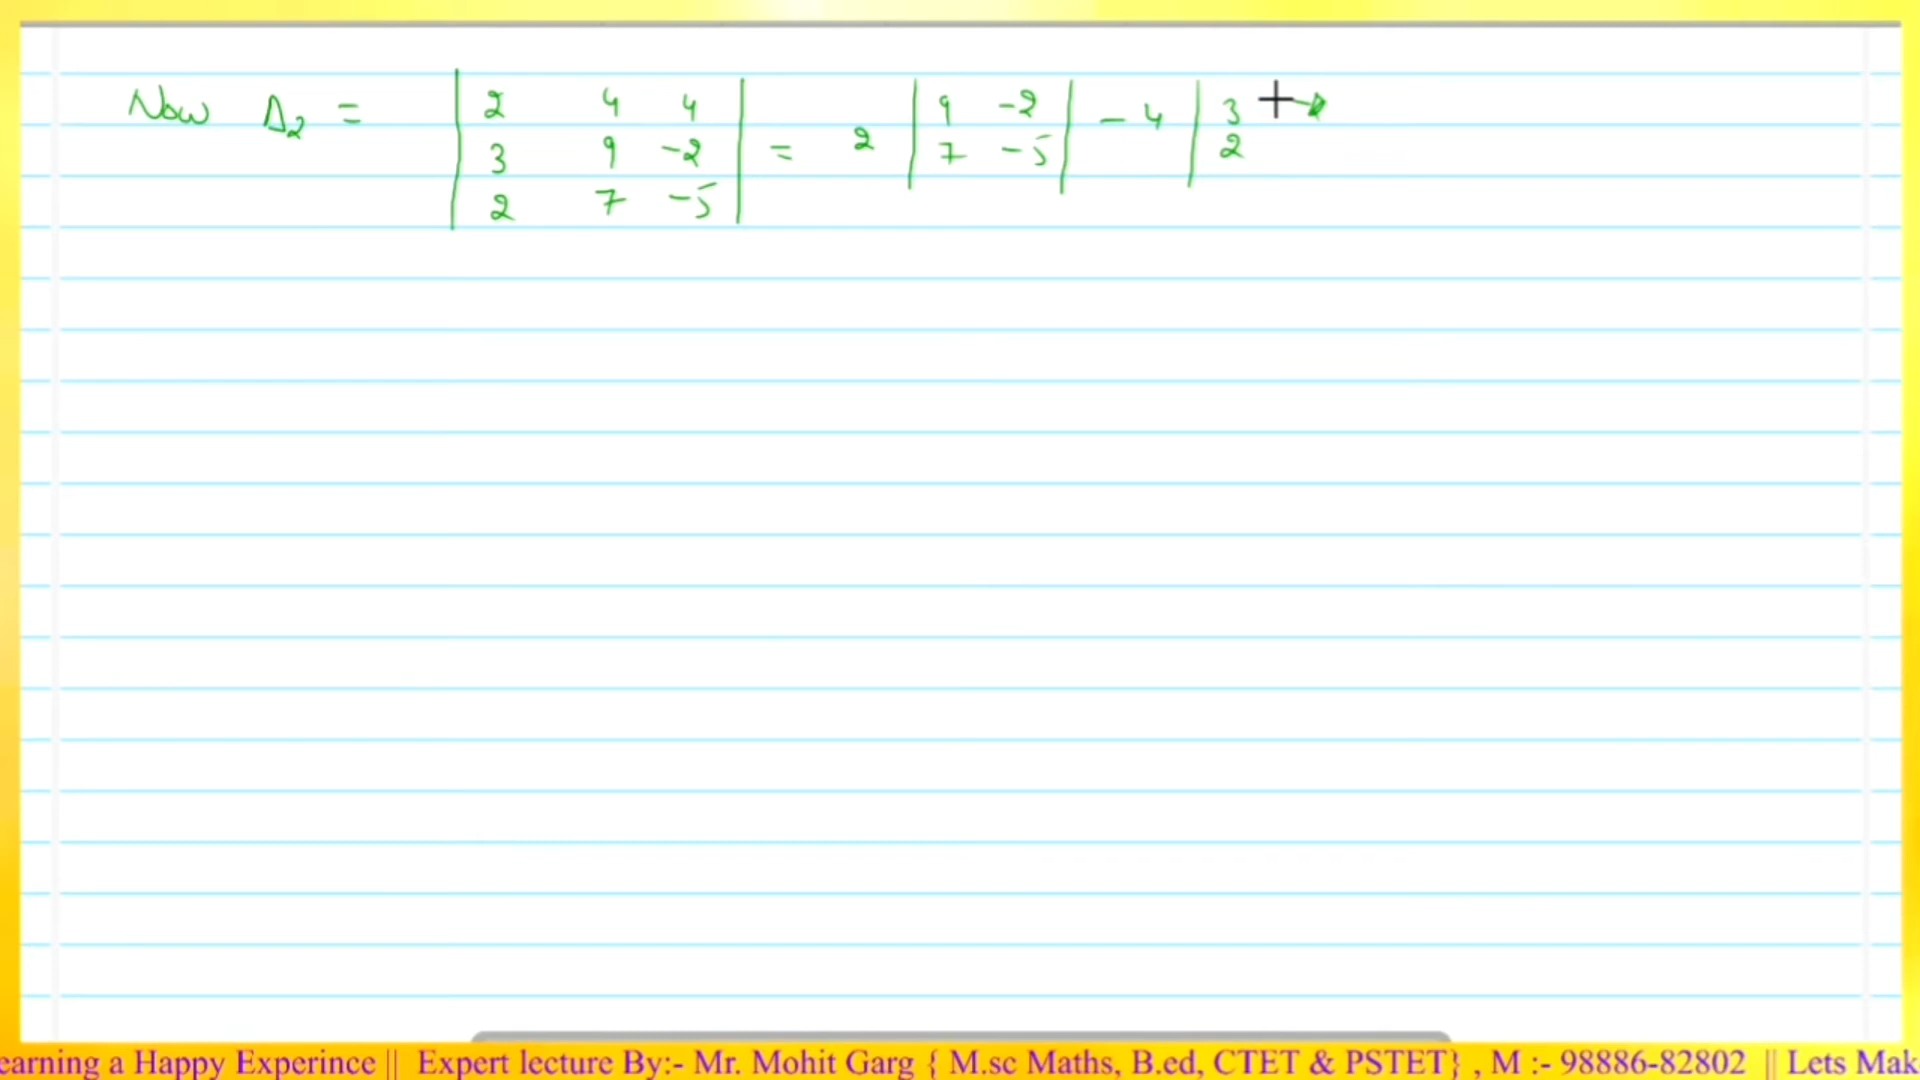 Now Δ2 = | 2 4 4 | = 2 | 9 -2 | - 4 | 3 -2
| 3 9 -2 | | 7 -5 | | 2
| 2 7 -5 |
earning a Happy Experince || Expert lecture By:- Mr. Mohit Garg { M.sc Maths, B.ed, CTET & PSTET} , M :- 98886-82802 || Lets Mak